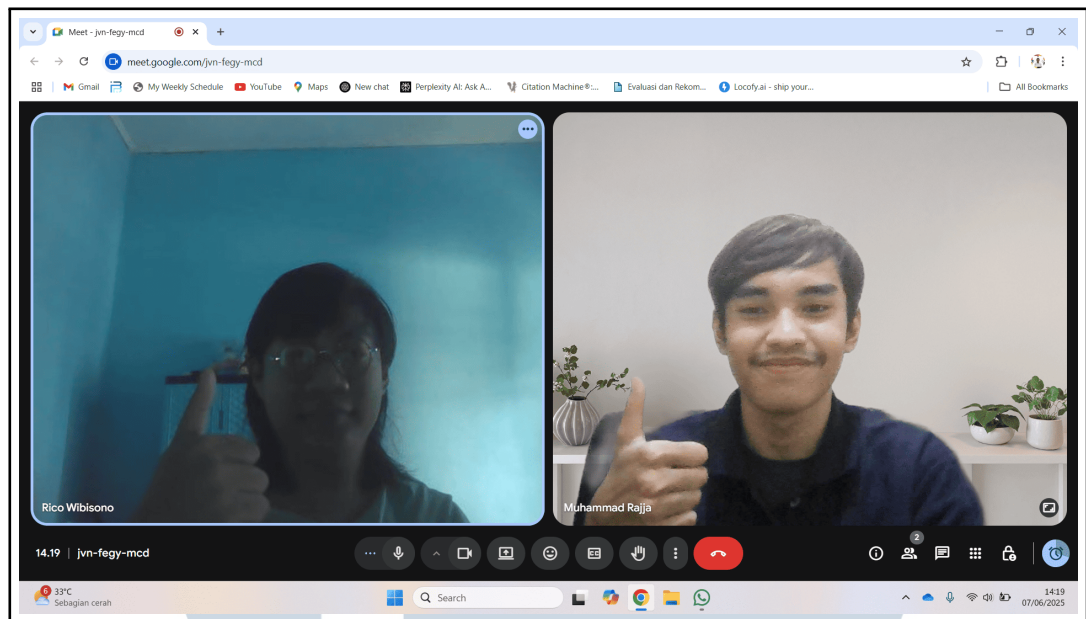 Meet - jvn-fegy-mcd
meet.google.com/jvn-fegy-mcd
Gmail My Weekly Schedule YouTube Maps New chat Perplexity AI: Ask A... Citation Machine®:... Evaluasi dan Rekom... Locofy.ai - ship your... All Bookmarks
Rico Wibisono
Muhammad Rajja
14.19 | jvn-fegy-mcd
CC
2
6
33°C
Sebagian cerah
Search
14:19
07/06/2025